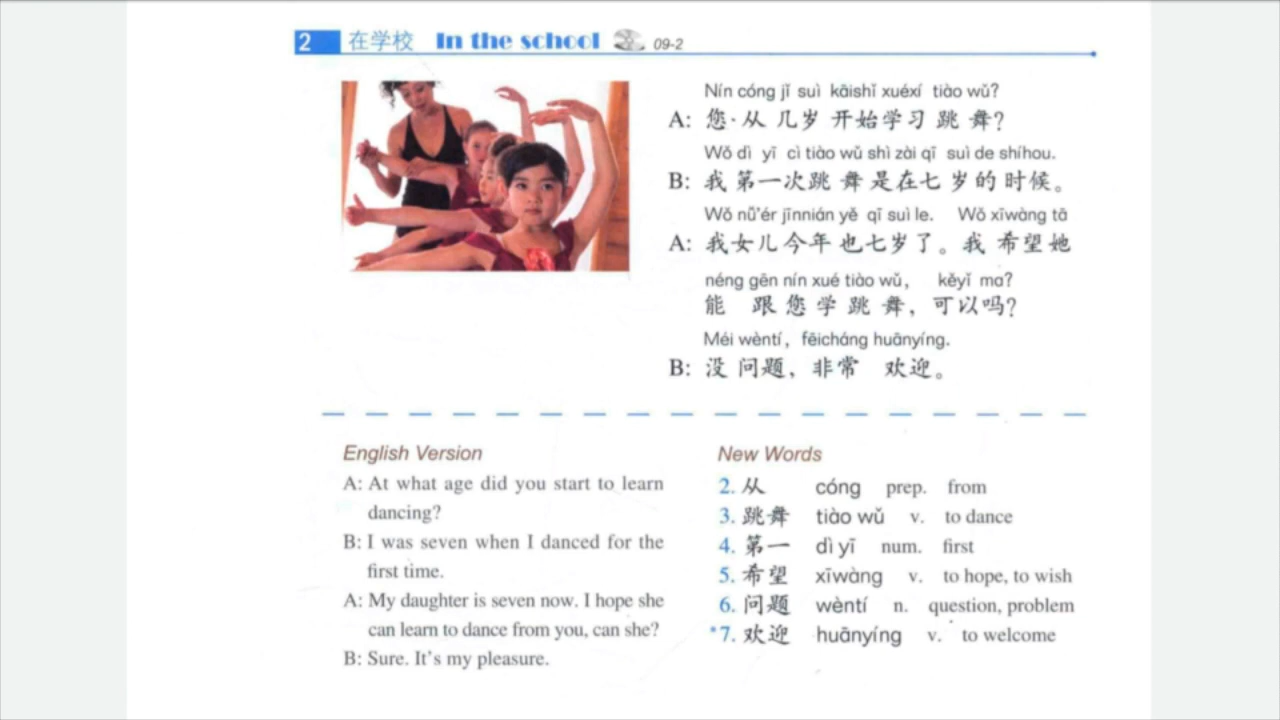 2 在学校 In the school 09-2
Nín cóng jǐ suì kāishǐ xuéxí tiào wǔ?
A: 您·从 几岁 开始学习 跳 舞?
Wǒ dì yī cì tiào wǔ shì zài qī suì de shíhou.
B: 我 第一次跳 舞 是在七 岁的 时候。
Wǒ nǚ'ér jīnnián yě qī suì le. Wǒ xīwàng tā
A: 我女儿今年 也七岁了。我 希望她
néng gēn nín xué tiào wǔ, kěyǐ ma?
能 跟 您 学 跳 舞, 可以吗?
Méi wèntí, fēicháng huānyíng.
B: 没 问题, 非常 欢迎。
English Version
A: At what age did you start to learn
dancing?
B: I was seven when I danced for the
first time.
A: My daughter is seven now. I hope she
can learn to dance from you, can she?
B: Sure. It's my pleasure.
New Words
2. 从 cóng prep. from
3. 跳舞 tiào wǔ v. to dance
4. 第一 dì yī num. first
5. 希望 xīwàng v. to hope, to wish
6. 问题 wèntí n. question, problem
*7. 欢迎 huānyíng v. to welcome